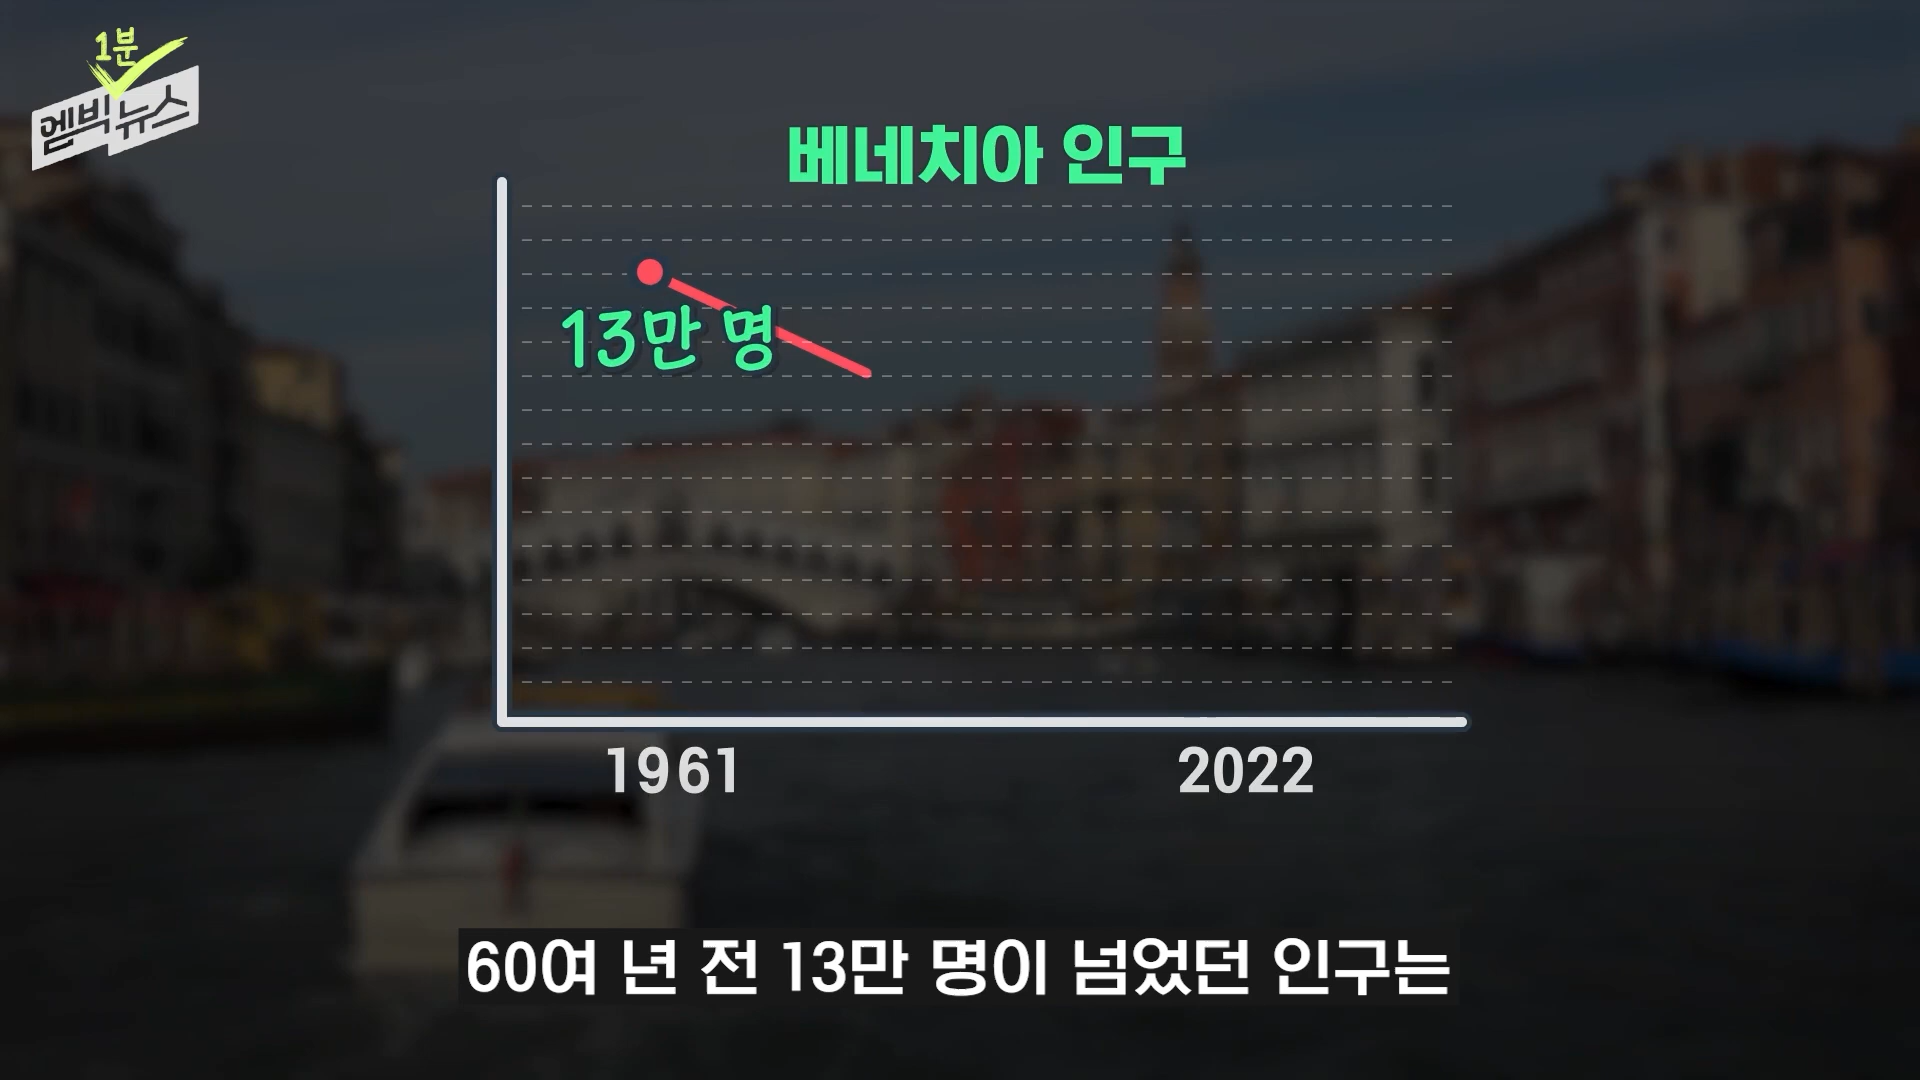 1분
엠빅뉴스
베네치아 인구
13만 명
1961
2022
60여 년 전 13만 명이 넘었던 인구는